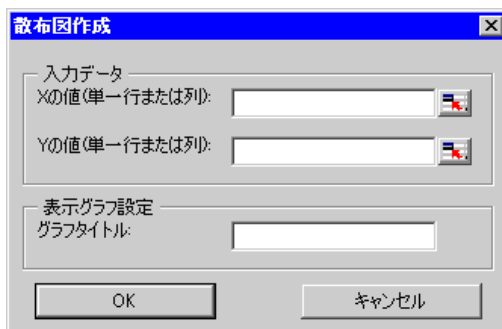 散布図作成
入力データ
Xの値(単一行または列):
Yの値(単一行または列):
表示グラフ設定
グラフタイトル:
OK
キャンセル